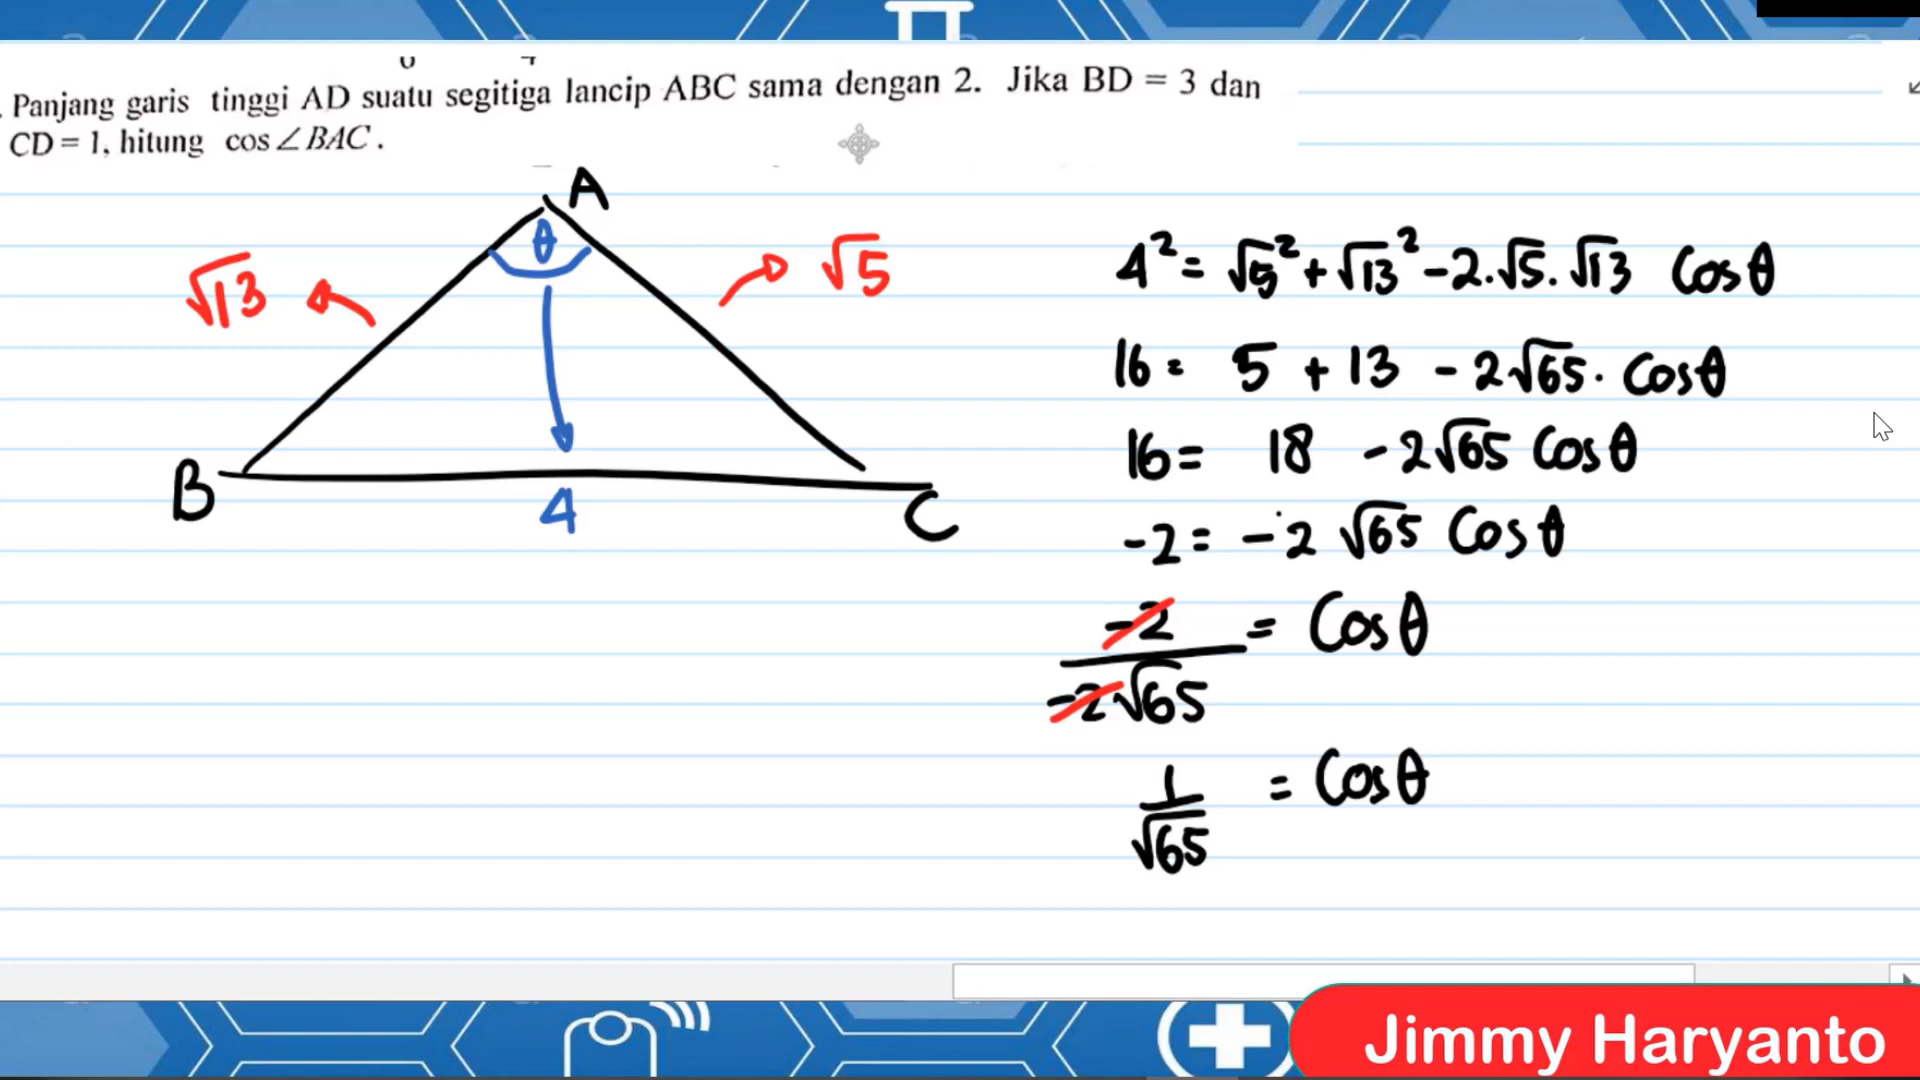 Panjang garis tinggi AD suatu segitiga lancip ABC sama dengan 2. Jika BD = 3 dan
CD = 1, hitung cos∠BAC.
A
θ
√13
√5
B
4
C
4² = √5² + √13² - 2.√5.√13 Cosθ
16 = 5 + 13 - 2√65. Cosθ
16 = 18 - 2√65 Cosθ
-2 = -2 √65 Cosθ
-2/-2√65 = Cosθ
1/√65 = Cosθ
Jimmy Haryanto